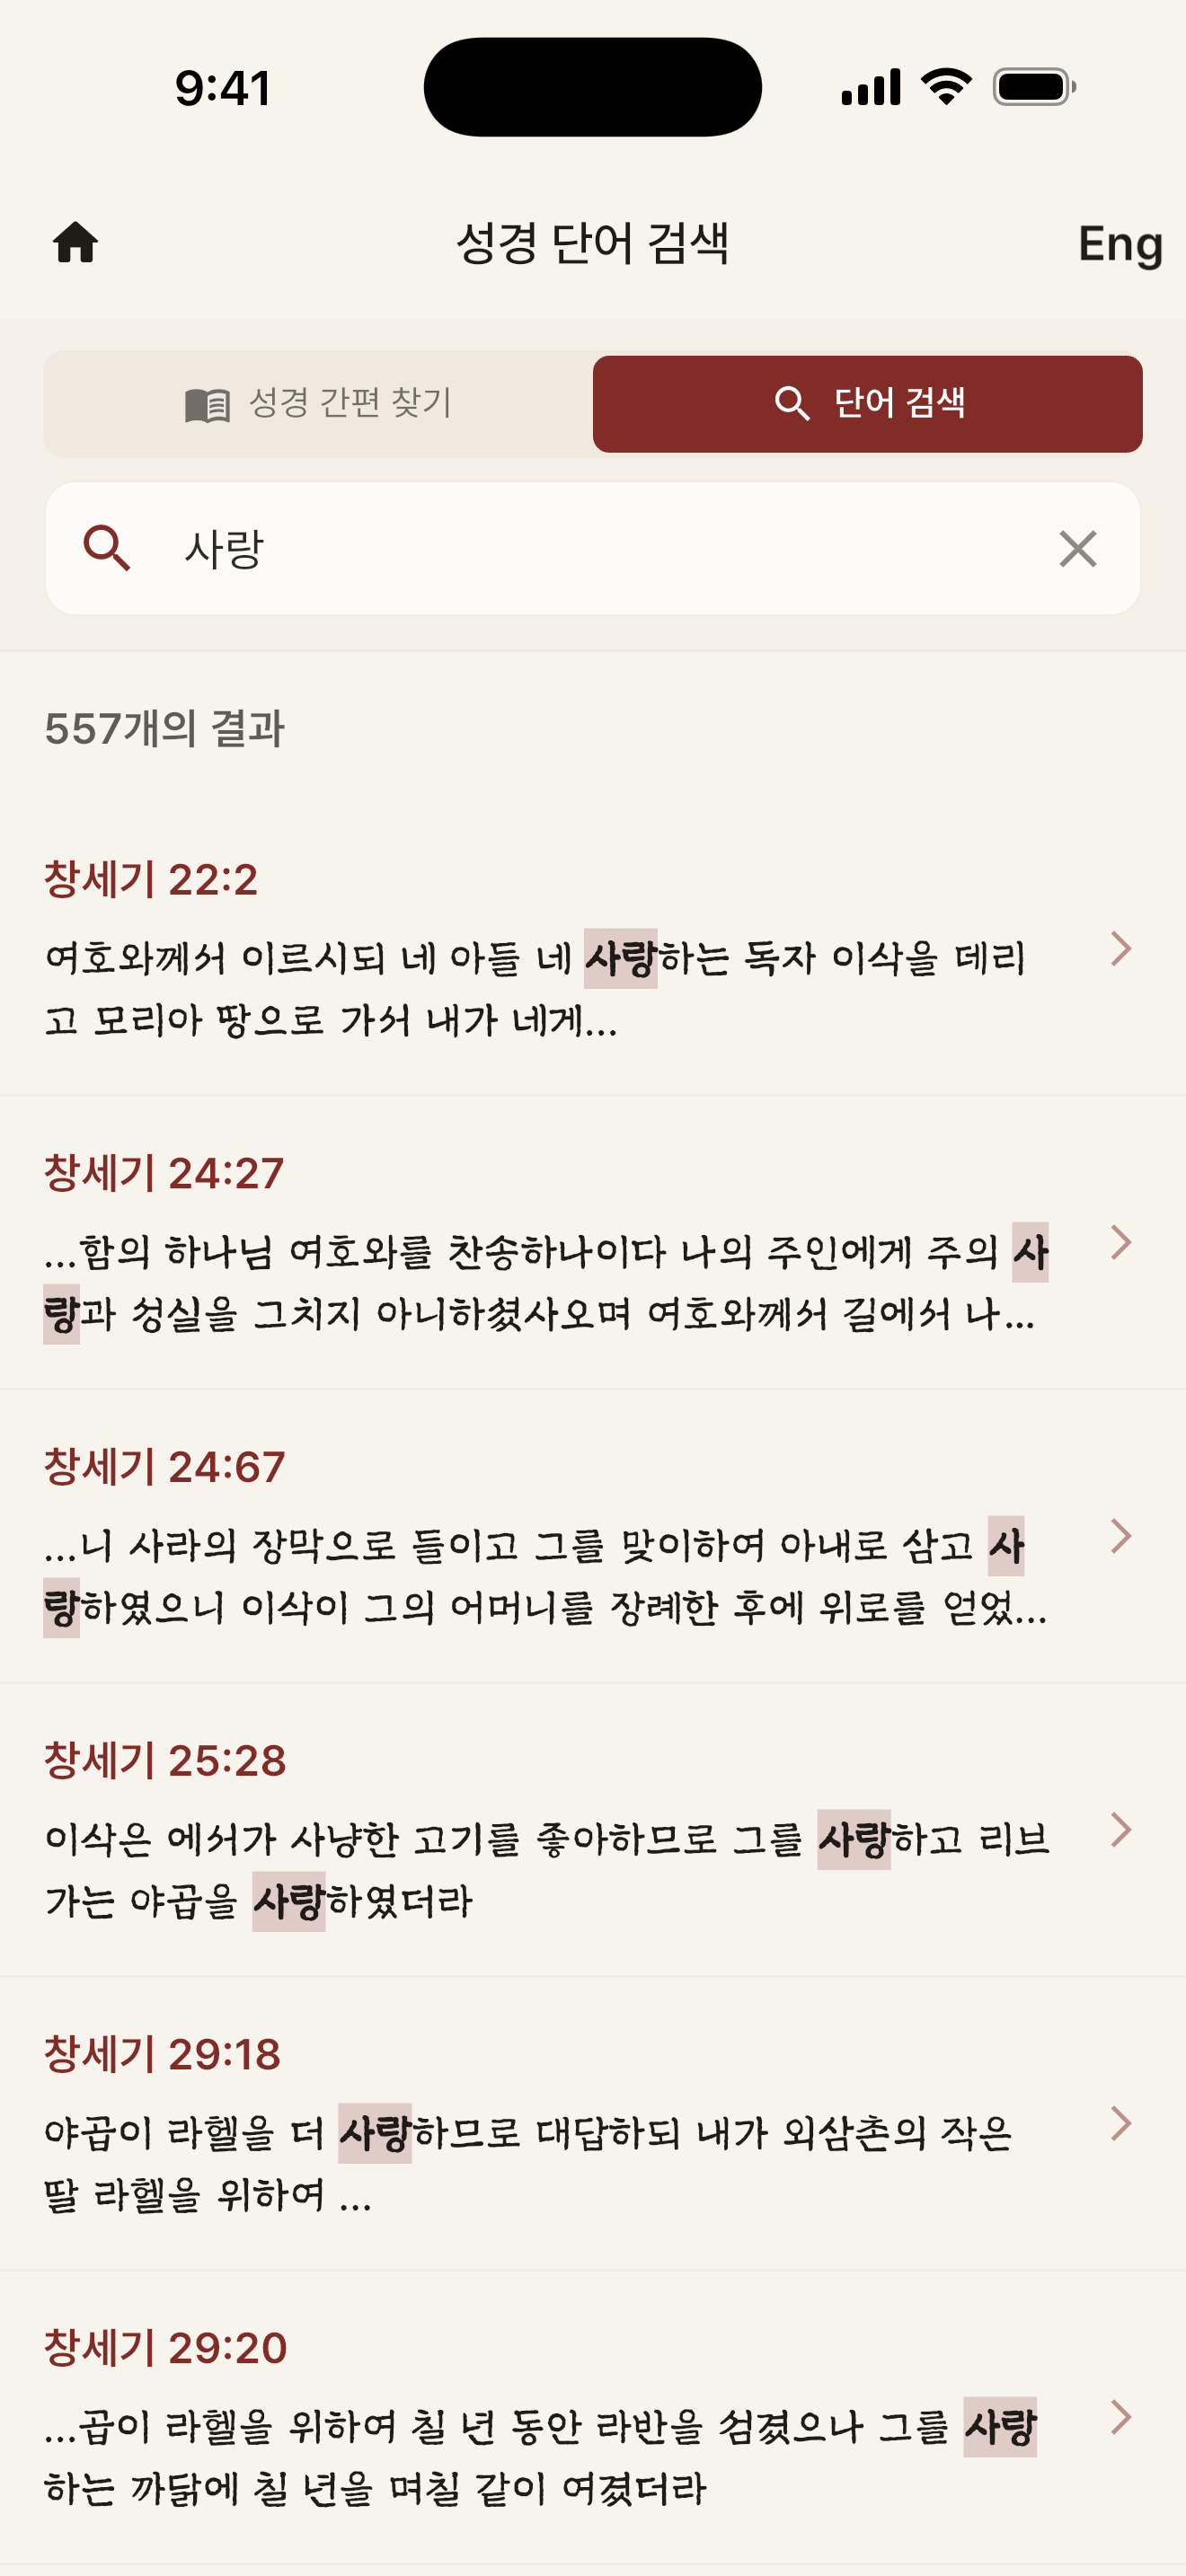 9:41
성경 단어 검색
Eng
성경 간편 찾기
단어 검색
사랑
557개의 결과
창세기 22:2
여호와께서 이르시되 네 아들 네 사랑하는 독자 이삭을 데리
고 모리아 땅으로 가서 내가 네게...
창세기 24:27
...함의 하나님 여호와를 찬송하나이다 나의 주인에게 주의 사
랑과 성실을 그치지 아니하셨사오며 여호와께서 길에서 나...
창세기 24:67
...니 사라의 장막으로 들이고 그를 맞이하여 아내로 삼고 사
랑하였으니 이삭이 그의 어머니를 장례한 후에 위로를 얻었...
창세기 25:28
이삭은 에서가 사냥한 고기를 좋아하므로 그를 사랑하고 리브
가는 야곱을 사랑하였더라
창세기 29:18
야곱이 라헬을 더 사랑하므로 대답하되 내가 외삼촌의 작은
딸 라헬을 위하여 ...
창세기 29:20
...곱이 라헬을 위하여 칠 년 동안 라반을 섬겼으나 그를 사랑
하는 까닭에 칠 년을 며칠 같이 여겼더라